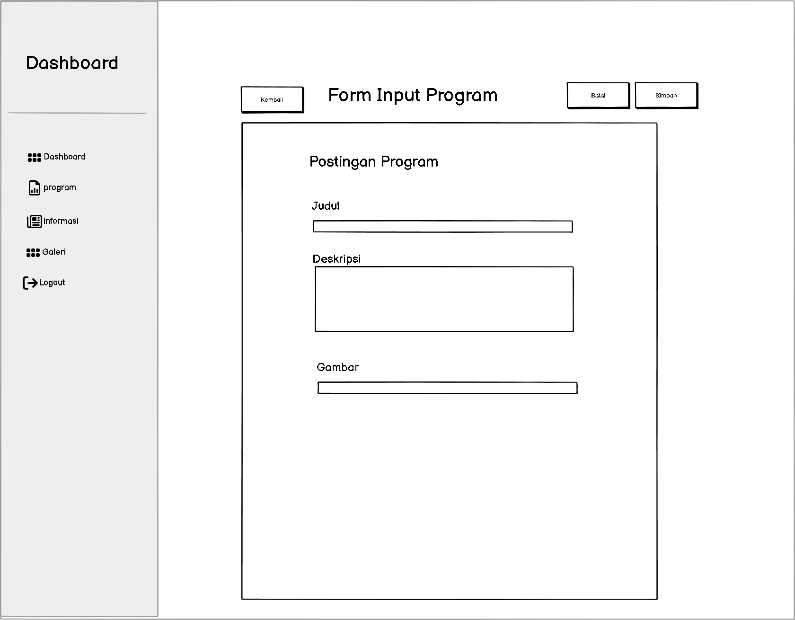 Dashboard
Dashboard
program
Informasi
Galeri
Logout
Kembali
Form Input Program
Batal
Simpan
Postingan Program
Judul
Deskripsi
Gambar